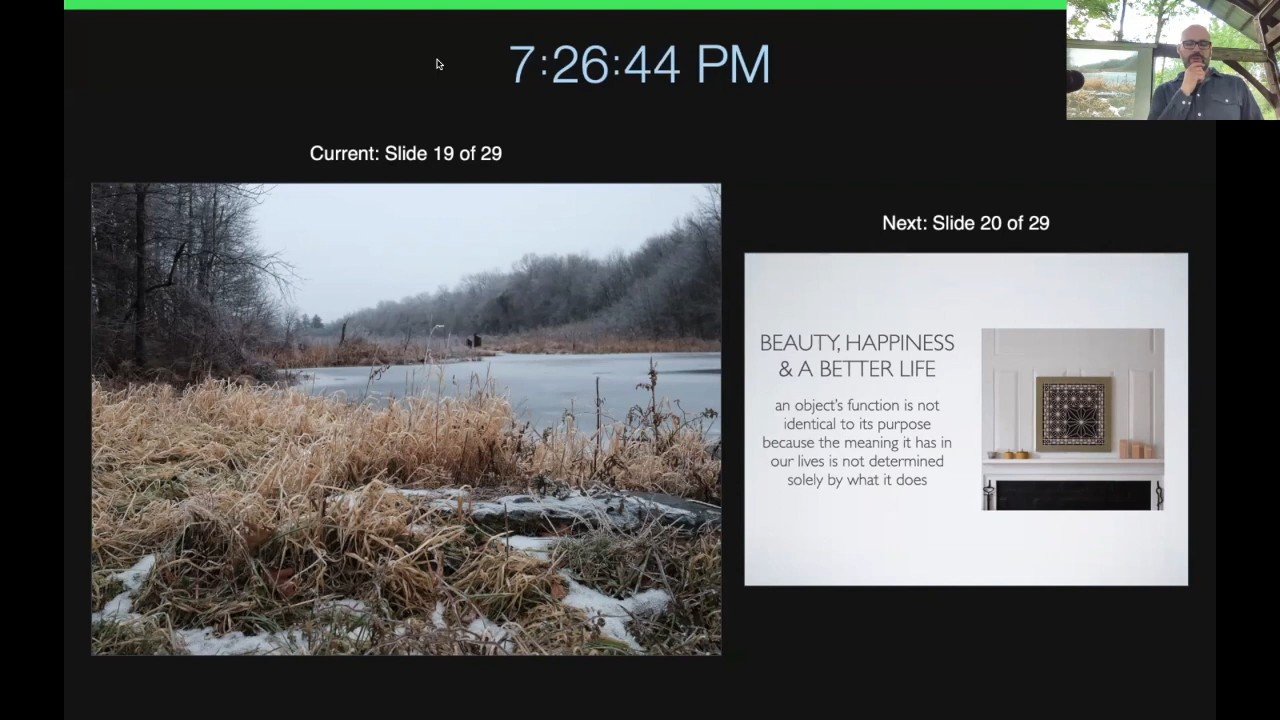 7:26:44 PM
Current: Slide 19 of 29
Next: Slide 20 of 29
BEAUTY, HAPPINESS
& A BETTER LIFE
an object's function is not
identical to its purpose
because the meaning it has in
our lives is not determined
solely by what it does